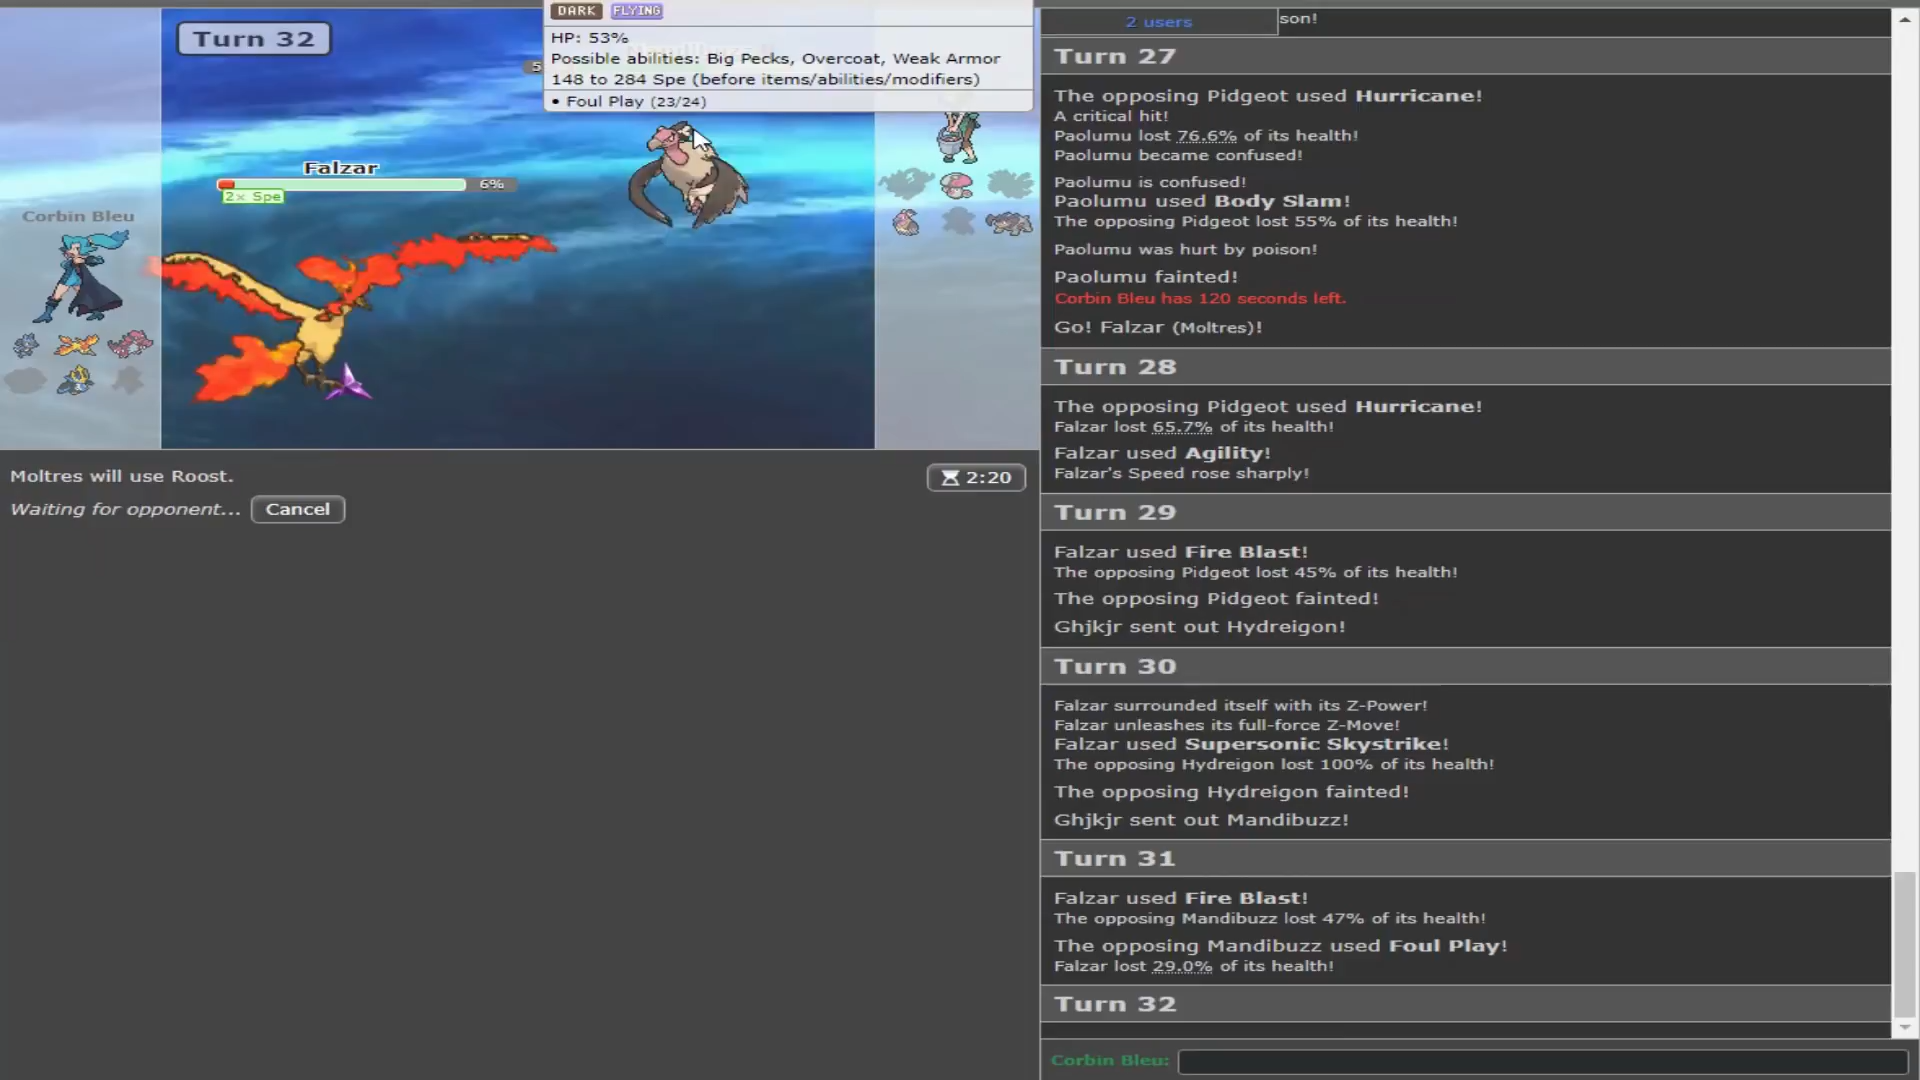 Turn 32
DARK FLYING
HP: 53%
Possible abilities: Big Pecks, Overcoat, Weak Armor
148 to 284 Spe (before items/abilities/modifiers)
• Foul Play (23/24)
Falzar
6%
2x Spe
Corbin Bleu
Moltres will use Roost.
2:20
Waiting for opponent...
Cancel
2 users
son!
Turn 27
The opposing Pidgeot used Hurricane!
A critical hit!
Paolumu lost 76.6% of its health!
Paolumu became confused!
Paolumu is confused!
Paolumu used Body Slam!
The opposing Pidgeot lost 55% of its health!
Paolumu was hurt by poison!
Paolumu fainted!
Corbin Bleu has 120 seconds left.
Go! Falzar (Moltres)!
Turn 28
The opposing Pidgeot used Hurricane!
Falzar lost 65.7% of its health!
Falzar used Agility!
Falzar's Speed rose sharply!
Turn 29
Falzar used Fire Blast!
The opposing Pidgeot lost 45% of its health!
The opposing Pidgeot fainted!
Ghjkjr sent out Hydreigon!
Turn 30
Falzar surrounded itself with its Z-Power!
Falzar unleashes its full-force Z-Move!
Falzar used Supersonic Skystrike!
The opposing Hydreigon lost 100% of its health!
The opposing Hydreigon fainted!
Ghjkjr sent out Mandibuzz!
Turn 31
Falzar used Fire Blast!
The opposing Mandibuzz lost 47% of its health!
The opposing Mandibuzz used Foul Play!
Falzar lost 29.0% of its health!
Turn 32
Corbin Bleu: